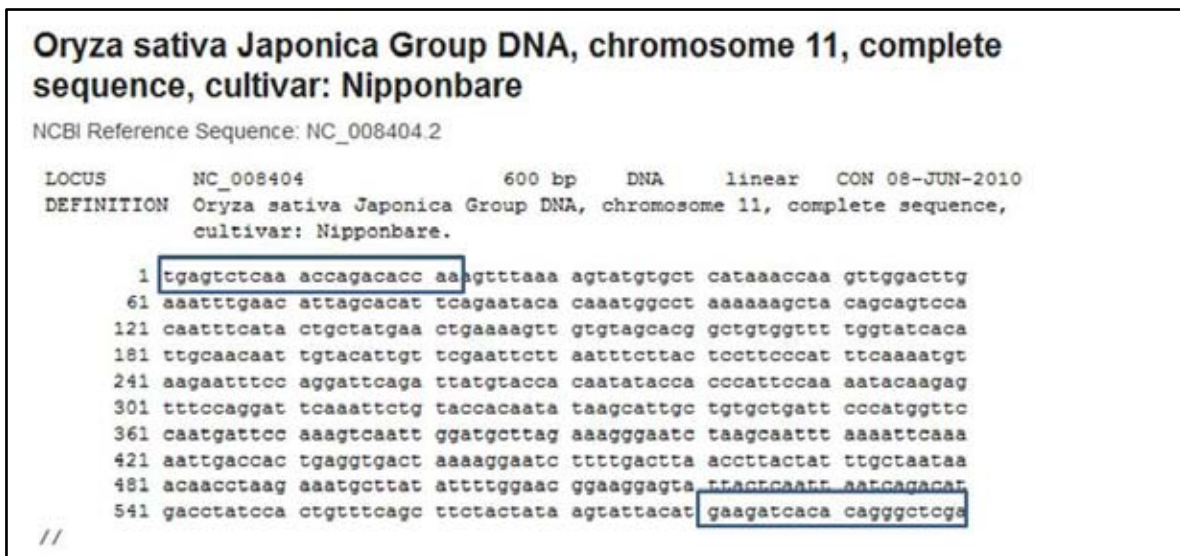 Oryza sativa Japonica Group DNA, chromosome 11, complete
sequence, cultivar: Nipponbare
NCBI Reference Sequence: NC_008404.2
LOCUS NC_008404 600 bp DNA linear CON 08-JUN-2010
DEFINITION Oryza sativa Japonica Group DNA, chromosome 11, complete sequence,
cultivar: Nipponbare.
1 tgagtctcaa accagacacc aaagtttaaa agtatgtgct cataaaccaa gttggacttg
61 aaatttgaac attagcacat tcagaataca caaatggcct aaaaaagcta cagcagtcca
121 caatttcata ctgctatgaa ctgaaaagtt gtgtagcacg gctgtggttt tggtatcaca
181 ttgcaacaat tgtacattgt tcgaattctt aatttcttac tccttcccat ttcaaaatgt
241 aagaatttcc aggattcaga ttatgtacca caatatacca cccattccaa aatacaagag
301 tttccaggat tcaaattctg taccacaata taagcattgc tgtgctgatt cccatggttc
361 caatgattcc aaagtcaatt ggatgcttag aaagggaatc taagcaattt aaaattcaaa
421 aattgaccac tgaggtgact aaaaggaatc ttttgactta accttactat ttgctaataa
481 acaacctaag aaatgcttat attttggaac ggaaggagta ttactcaatt aatcagacat
541 gacctatcca ctgtttcagc ttctactata agtattacat gaagatcaca cagggctcga
//